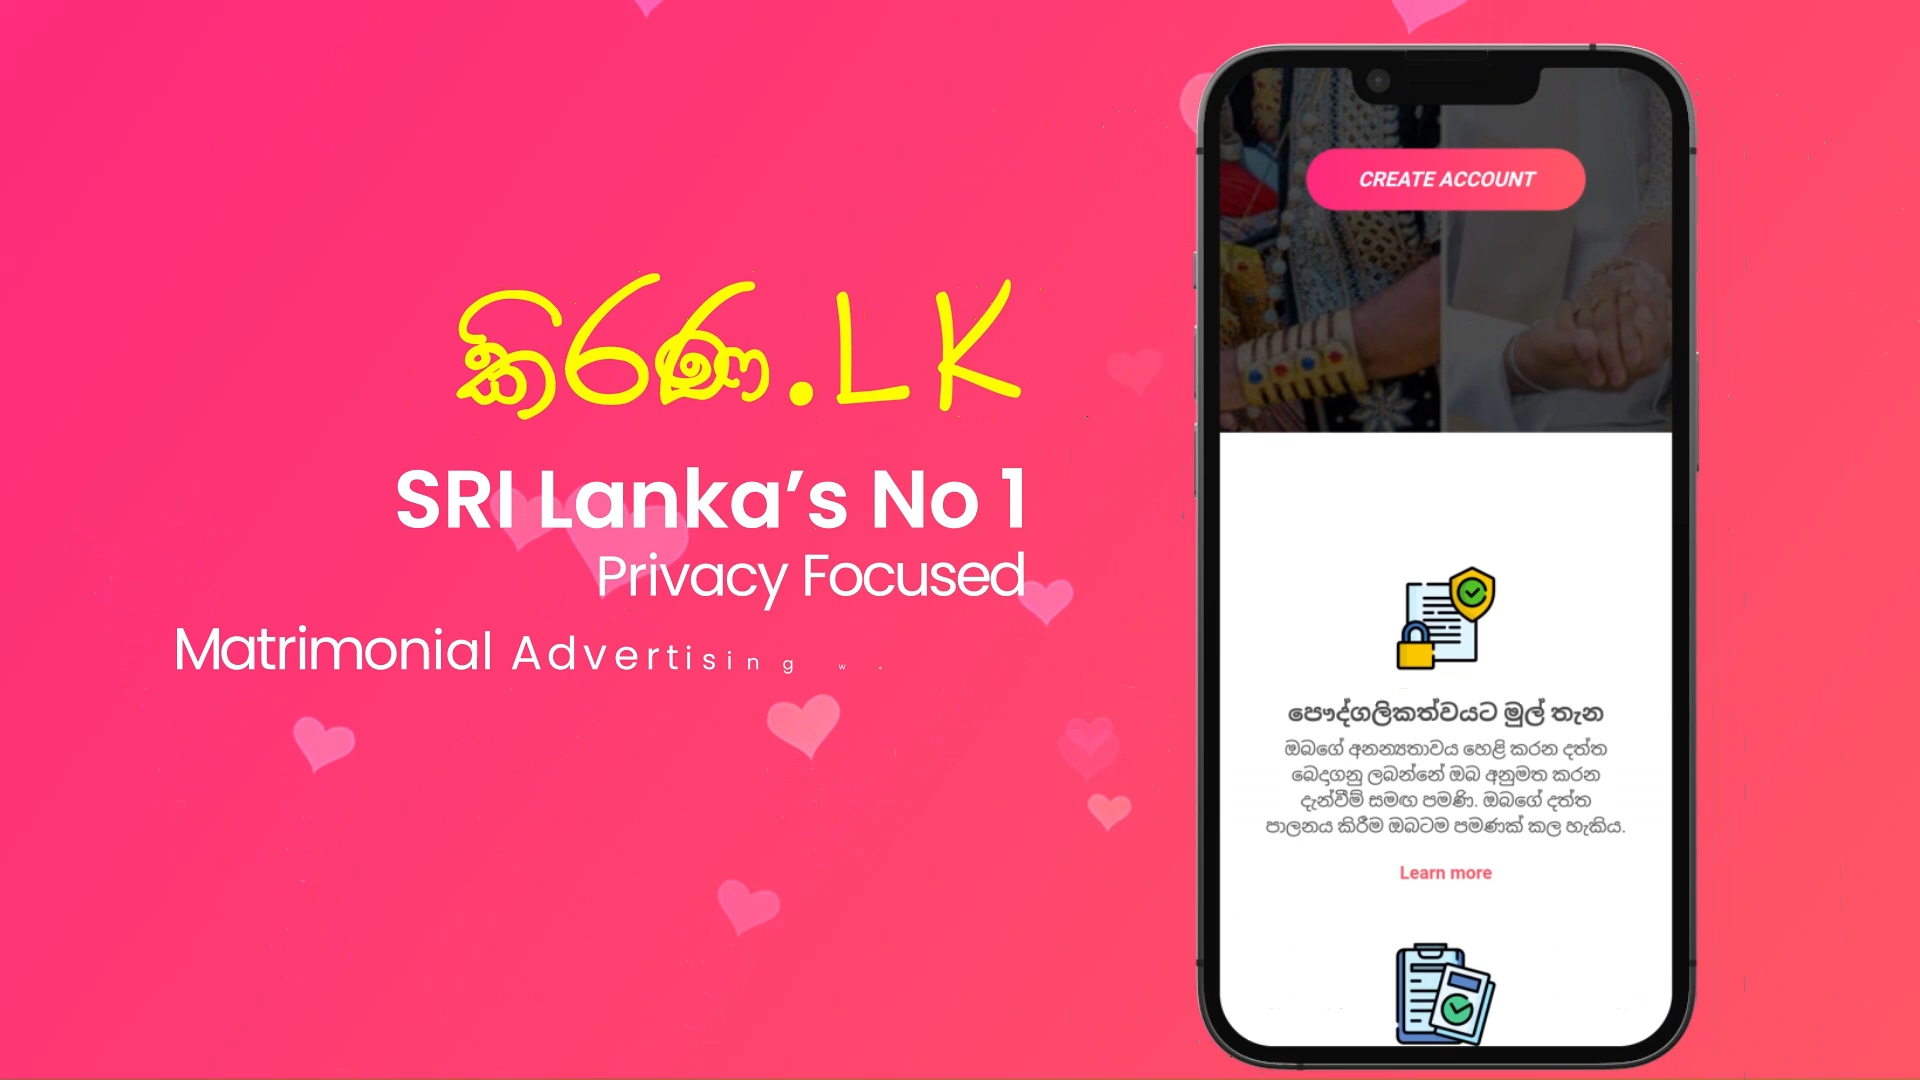 කිරණ.LK
SRI Lanka’s No 1
Privacy Focused
Matrimonial Advertising w
CREATE ACCOUNT
පෞද්ගලිකත්වයට මුල් තැන
ඔබගේ අනන්‍යතාවය හෙළි කරන දත්ත
බෙදාගනු ලබන්නේ ඔබ අනුමත කරන
දැන්වීම් සමඟ පමණි. ඔබගේ දත්ත
පාලනය කිරීම ඔබටම පමණක් කල හැකිය.
Learn more